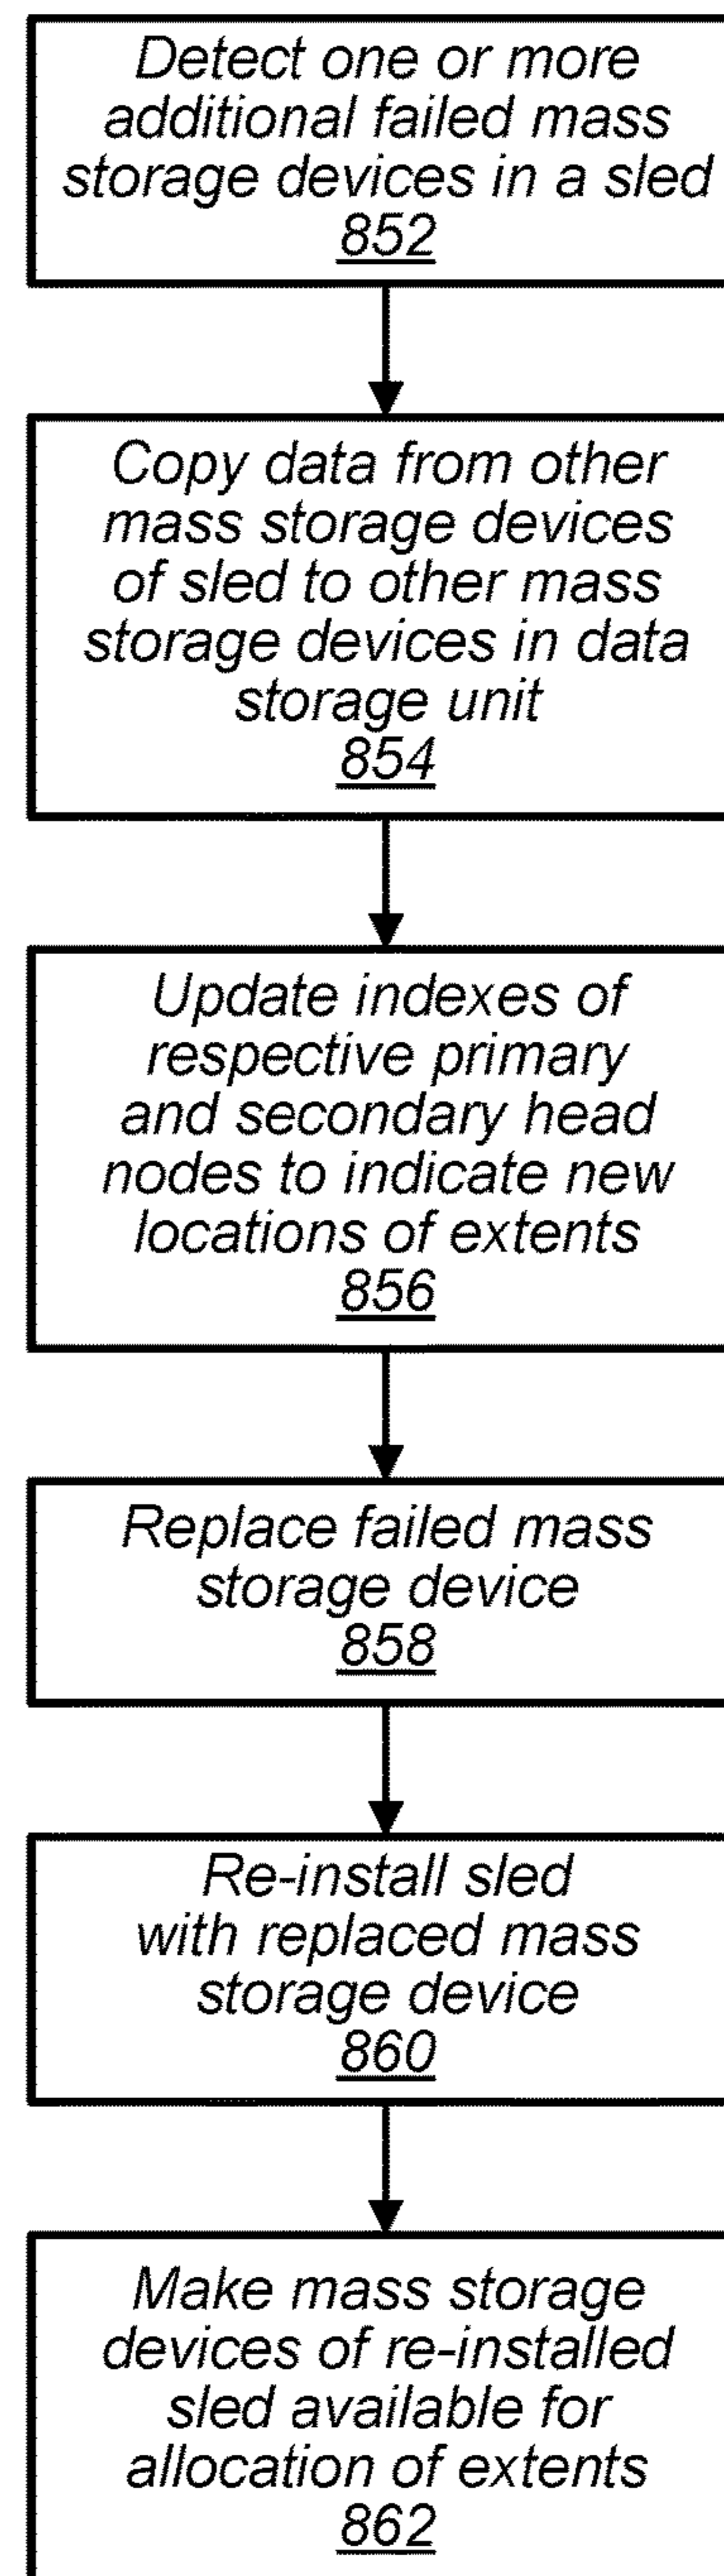 Detect one or more
additional failed mass
storage devices in a sled
852
Copy data from other
mass storage devices
of sled to other mass
storage devices in data
storage unit
854
Update indexes of
respective primary
and secondary head
nodes to indicate new
locations of extents
856
Replace failed mass
storage device
858
Re-install sled
with replaced mass
storage device
860
Make mass storage
devices of re-installed
sled available for
allocation of extents
862